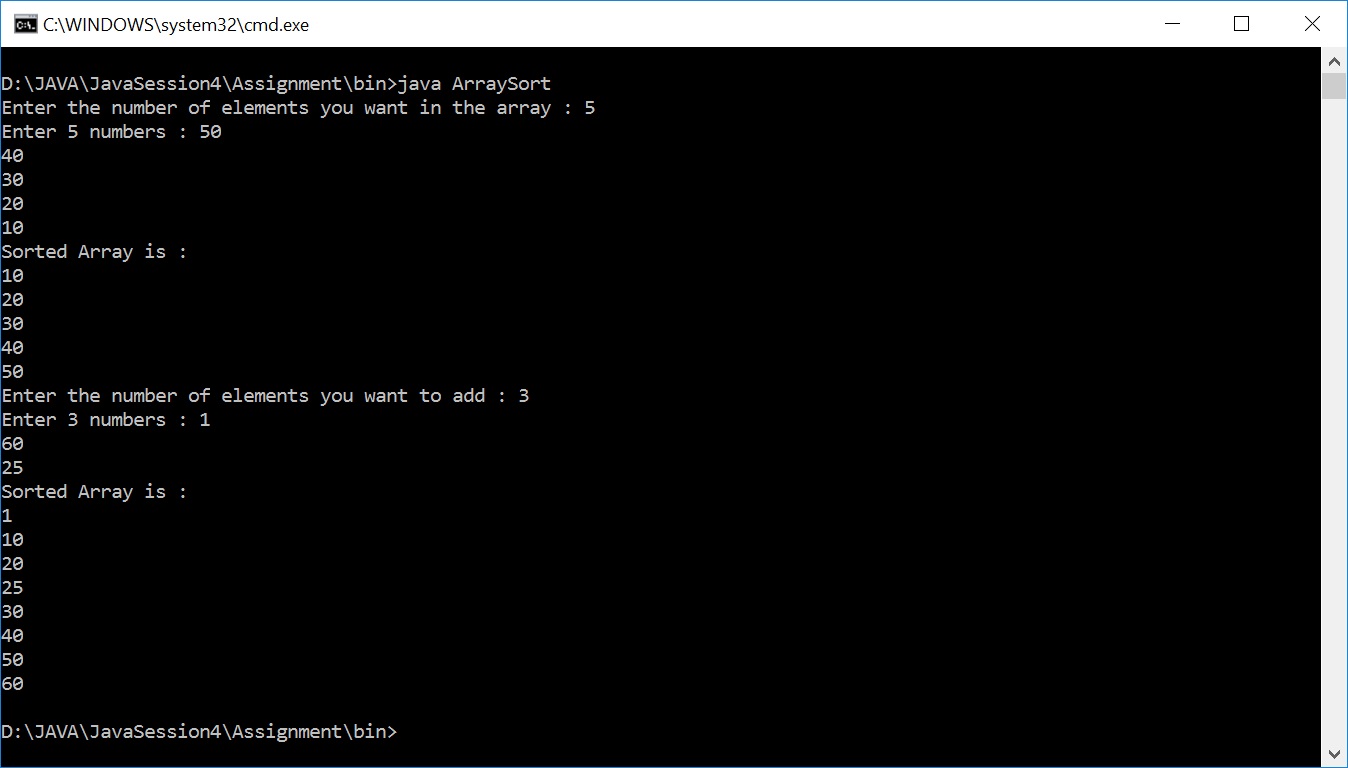 C:\WINDOWS\system32\cmd.exe
D:\JAVA\JavaSession4\Assignment\bin>java ArraySort
Enter the number of elements you want in the array : 5
Enter 5 numbers : 50
40
30
20
10
Sorted Array is :
10
20
30
40
50
Enter the number of elements you want to add : 3
Enter 3 numbers : 1
60
25
Sorted Array is :
1
10
20
25
30
40
50
60
D:\JAVA\JavaSession4\Assignment\bin>